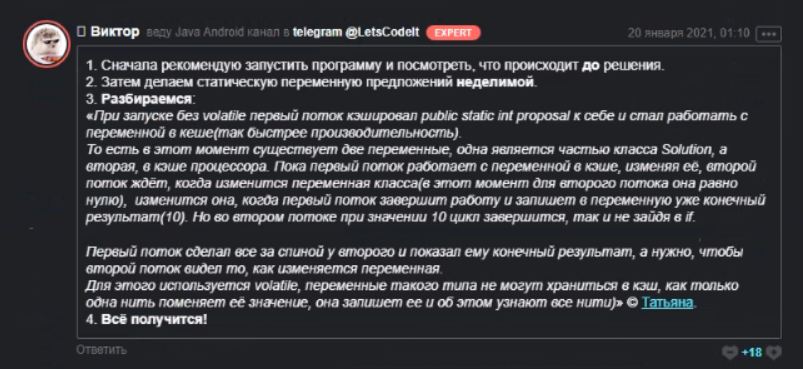 Виктор веду Java Android канал в telegram @LetsCodeIt EXPERT 20 января 2021, 01:10
1. Сначала рекомендую запустить программу и посмотреть, что происходит до решения.
2. Затем делаем статическую переменную предложений неделимой.
3. Разбираемся:
«При запуске без volatile первый поток кэшировал public static int proposal к себе и стал работать с
переменной в кеше(так быстрее производительность).
То есть в этот момент существует две переменные, одна является частью класса Solution, а
вторая, в кэше процессора. Пока первый поток работает с переменной в кэше, изменяя её, второй
поток ждёт, когда изменится переменная класса(в этот момент для второго потока она равно
нулю), изменится она, когда первый поток завершит работу и запишет в переменную уже конечный
результат(10). Но во втором потоке при значении 10 цикл завершится, так и не зайдя в if.
Первый поток сделал все за спиной у второго и показал ему конечный результат, а нужно, чтобы
второй поток видел то, как изменяется переменная.
Для этого используется volatile, переменные такого типа не могут храниться в кэш, как только
одна нить поменяет её значение, она запишет ее и об этом узнают все нити)» © Татьяна.
4. Всё получится!
Ответить +18